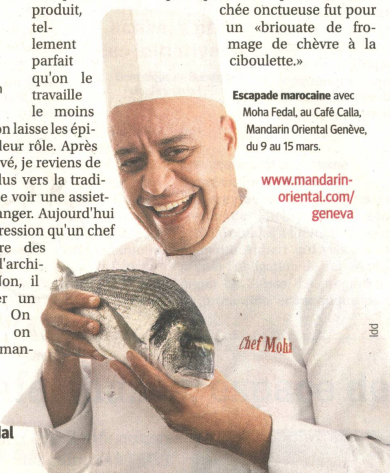 produit,
tel-
lement
parfait
qu'on le
travaille
le moins
on laisse les épi-
leur rôle. Après
vé, je reviens de
lus vers la tradi-
e voir une assiet-
anger. Aujourd'hui
ression qu'un chef
re des
l'archi-
Non, il
er un
On
on
man-
dal
chée onctueuse fut pour
un «briouate de fro-
mage de chèvre à la
ciboulette.»
Escapade marocaine avec
Moha Fedal, au Café Calla,
Mandarin Oriental Genève,
du 9 au 15 mars.
www.mandarin-
oriental.com/
geneva
Chef Moha
ldd